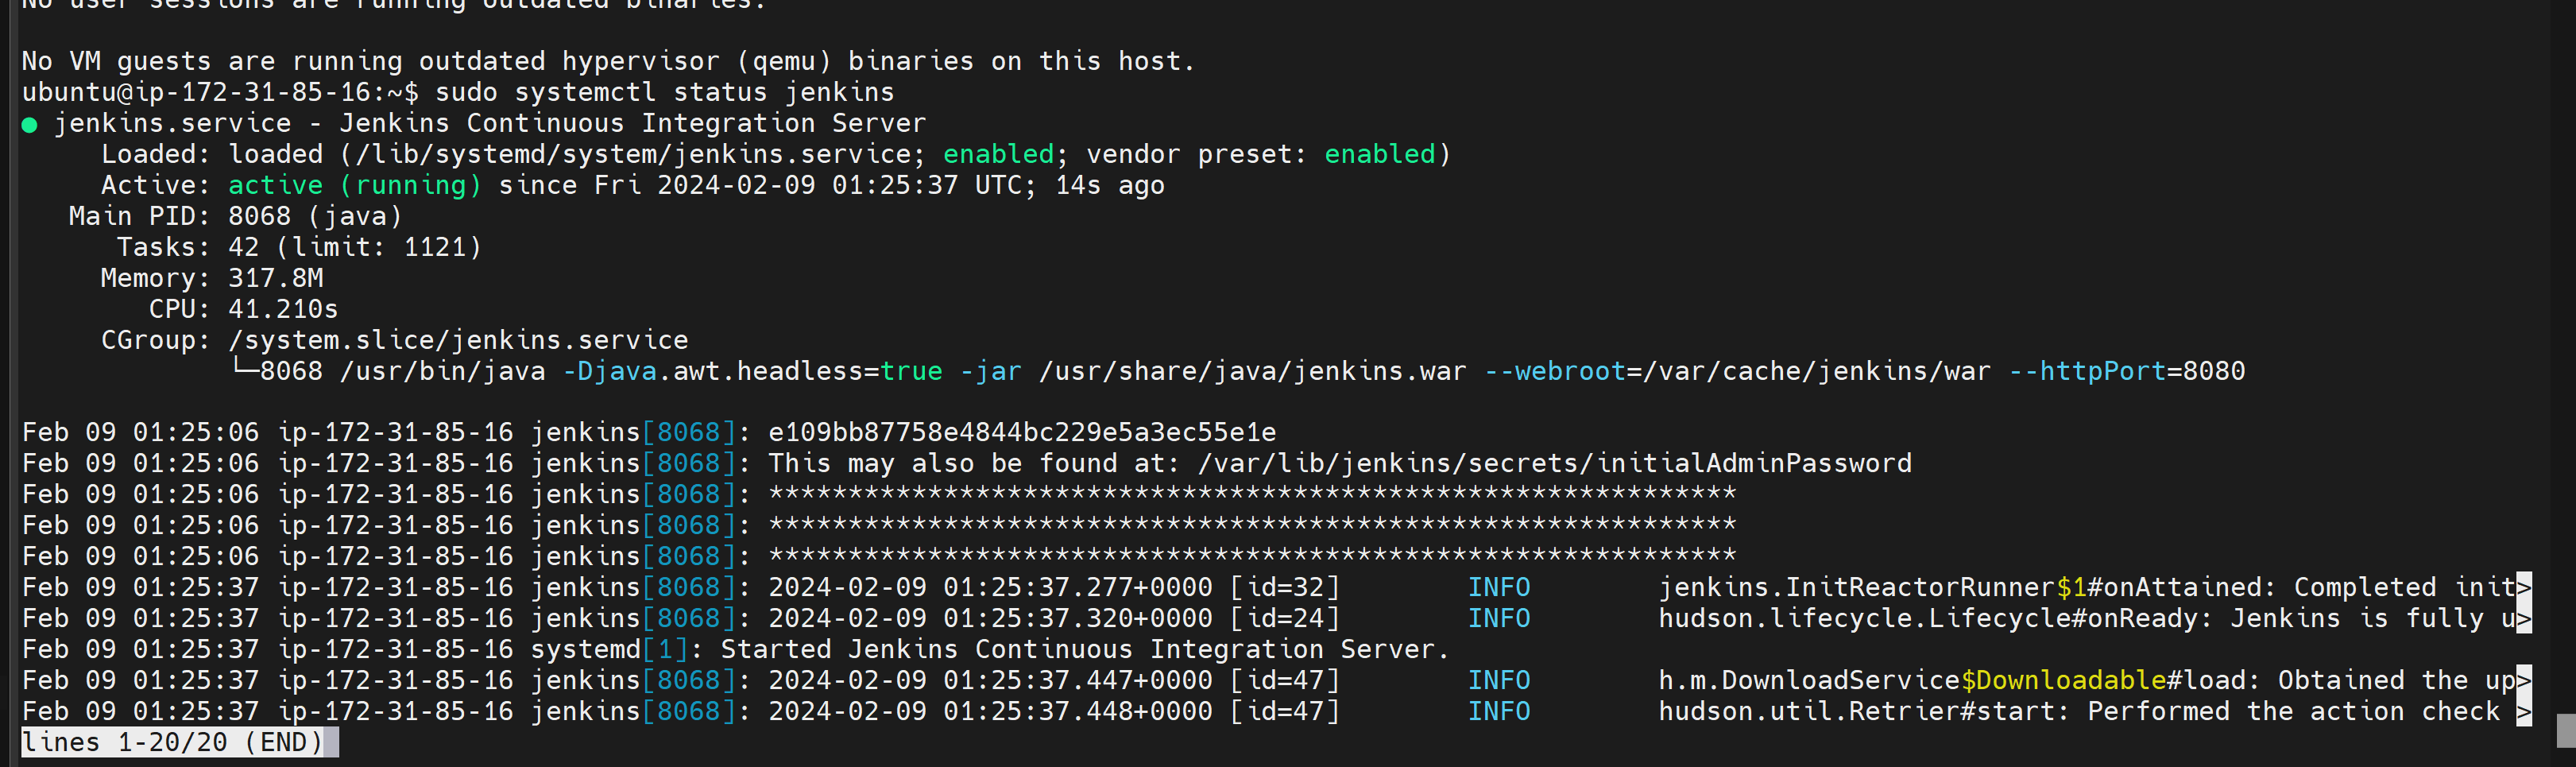 No user sessions are running outdated binaries.
No VM guests are running outdated hypervisor (qemu) binaries on this host.
ubuntu@ip-172-31-85-16:~$ sudo systemctl status jenkins
● jenkins.service - Jenkins Continuous Integration Server
     Loaded: loaded (/lib/systemd/system/jenkins.service; enabled; vendor preset: enabled)
     Active: active (running) since Fri 2024-02-09 01:25:37 UTC; 14s ago
   Main PID: 8068 (java)
      Tasks: 42 (limit: 1121)
     Memory: 317.8M
        CPU: 41.210s
     CGroup: /system.slice/jenkins.service
             └─8068 /usr/bin/java -Djava.awt.headless=true -jar /usr/share/java/jenkins.war --webroot=/var/cache/jenkins/war --httpPort=8080
Feb 09 01:25:06 ip-172-31-85-16 jenkins[8068]: e109bb87758e4844bc229e5a3ec55e1e
Feb 09 01:25:06 ip-172-31-85-16 jenkins[8068]: This may also be found at: /var/lib/jenkins/secrets/initialAdminPassword
Feb 09 01:25:06 ip-172-31-85-16 jenkins[8068]: *************************************************************
Feb 09 01:25:06 ip-172-31-85-16 jenkins[8068]: *************************************************************
Feb 09 01:25:06 ip-172-31-85-16 jenkins[8068]: *************************************************************
Feb 09 01:25:37 ip-172-31-85-16 jenkins[8068]: 2024-02-09 01:25:37.277+0000 [id=32]        INFO        jenkins.InitReactorRunner$1#onAttained: Completed init>
Feb 09 01:25:37 ip-172-31-85-16 jenkins[8068]: 2024-02-09 01:25:37.320+0000 [id=24]        INFO        hudson.lifecycle.Lifecycle#onReady: Jenkins is fully u>
Feb 09 01:25:37 ip-172-31-85-16 systemd[1]: Started Jenkins Continuous Integration Server.
Feb 09 01:25:37 ip-172-31-85-16 jenkins[8068]: 2024-02-09 01:25:37.447+0000 [id=47]        INFO        h.m.DownloadService$Downloadable#load: Obtained the up>
Feb 09 01:25:37 ip-172-31-85-16 jenkins[8068]: 2024-02-09 01:25:37.448+0000 [id=47]        INFO        hudson.util.Retrier#start: Performed the action check >
lines 1-20/20 (END)